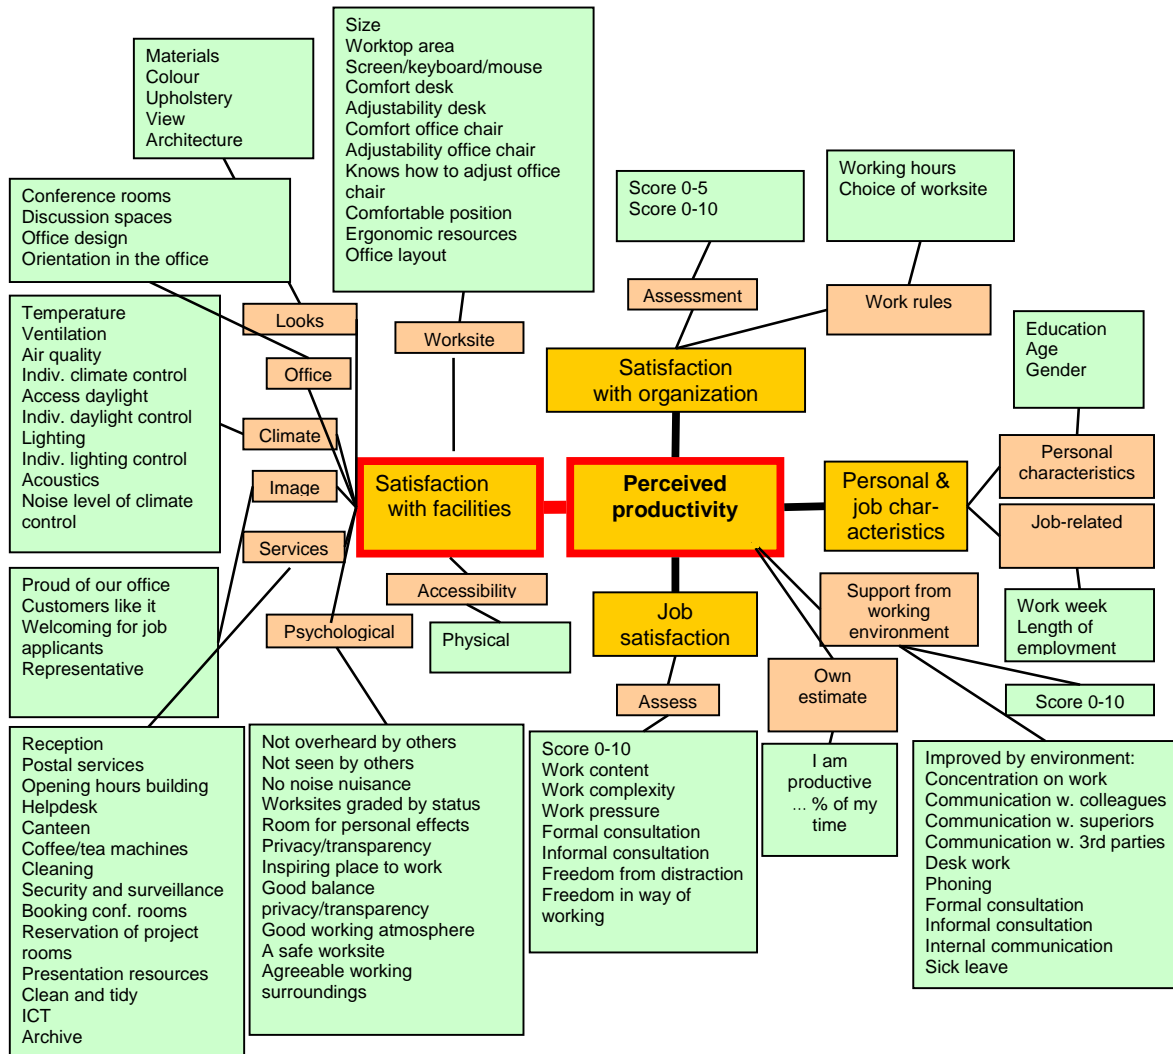 Size
Worktop area
Screen/keyboard/mouse
Comfort desk
Adjustability desk
Comfort office chair
Adjustability office chair
Knows how to adjust office
chair
Comfortable position
Ergonomic resources
Office layout
Materials
Colour
Upholstery
View
Architecture
Conference rooms
Discussion spaces
Office design
Orientation in the office
Score 0-5
Score 0-10
Working hours
Choice of worksite
Assessment
Work rules
Looks
Worksite
Office
Climate
Image
Services
Psychological
Temperature
Ventilation
Air quality
Indiv. climate control
Access daylight
Indiv. daylight control
Lighting
Indiv. lighting control
Acoustics
Noise level of climate
control
Satisfaction
with organization
Education
Age
Gender
Personal
characteristics
Satisfaction
with facilities
Perceived
productivity
Personal &
job char-
acteristics
Job-related
Work week
Length of
employment
Accessibility
Physical
Job
satisfaction
Support from
working
environment
Score 0-10
Own
estimate
Assess
Proud of our office
Customers like it
Welcoming for job
applicants
Representative
Reception
Postal services
Opening hours building
Helpdesk
Canteen
Coffee/tea machines
Cleaning
Security and surveillance
Booking conf. rooms
Reservation of project
rooms
Presentation resources
Clean and tidy
ICT
Archive
Not overheard by others
Not seen by others
No noise nuisance
Worksites graded by status
Room for personal effects
Privacy/transparency
Inspiring place to work
Good balance
privacy/transparency
Good working atmosphere
A safe worksite
Agreeable working
surroundings
Score 0-10
Work content
Work complexity
Work pressure
Formal consultation
Informal consultation
Freedom from distraction
Freedom in way of
working
I am
productive
... % of my
time
Improved by environment:
Concentration on work
Communication w. colleagues
Communication w. superiors
Communication w. 3rd parties
Desk work
Phoning
Formal consultation
Informal consultation
Internal communication
Sick leave